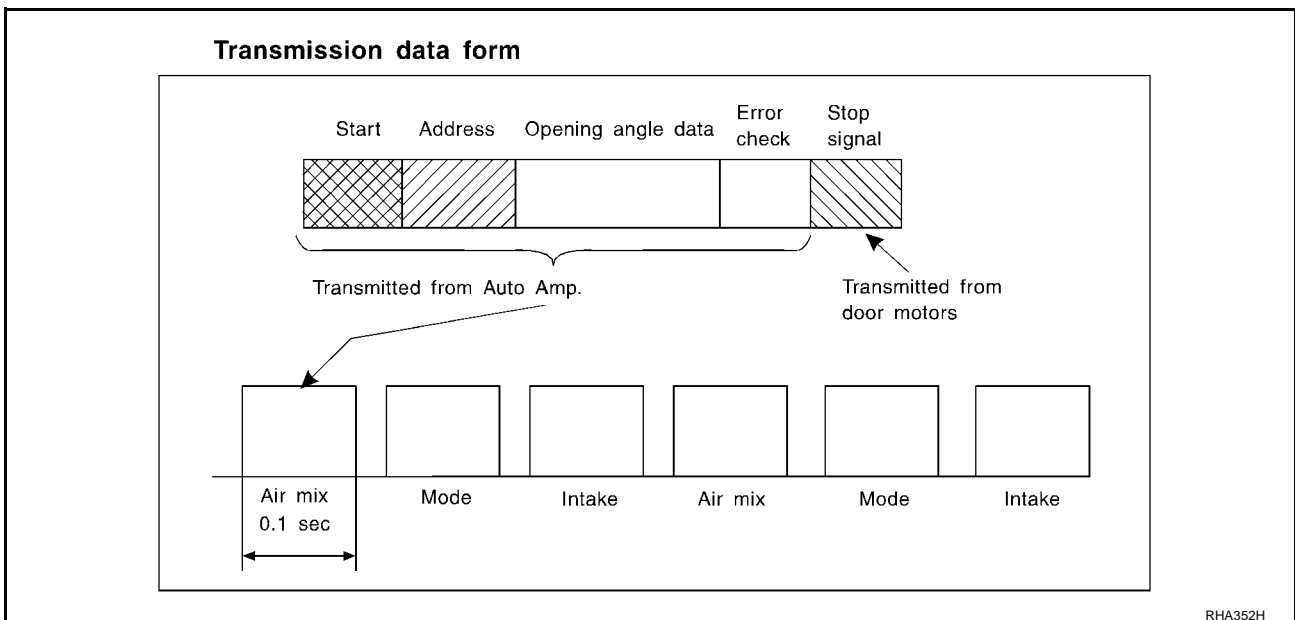 Transmission data form
Start
Address
Opening angle data
Error
check
Stop
signal
Transmitted from Auto Amp.
Transmitted from
door motors
Air mix
0.1 sec
Mode
Intake
Air mix
Mode
Intake
RHA352H